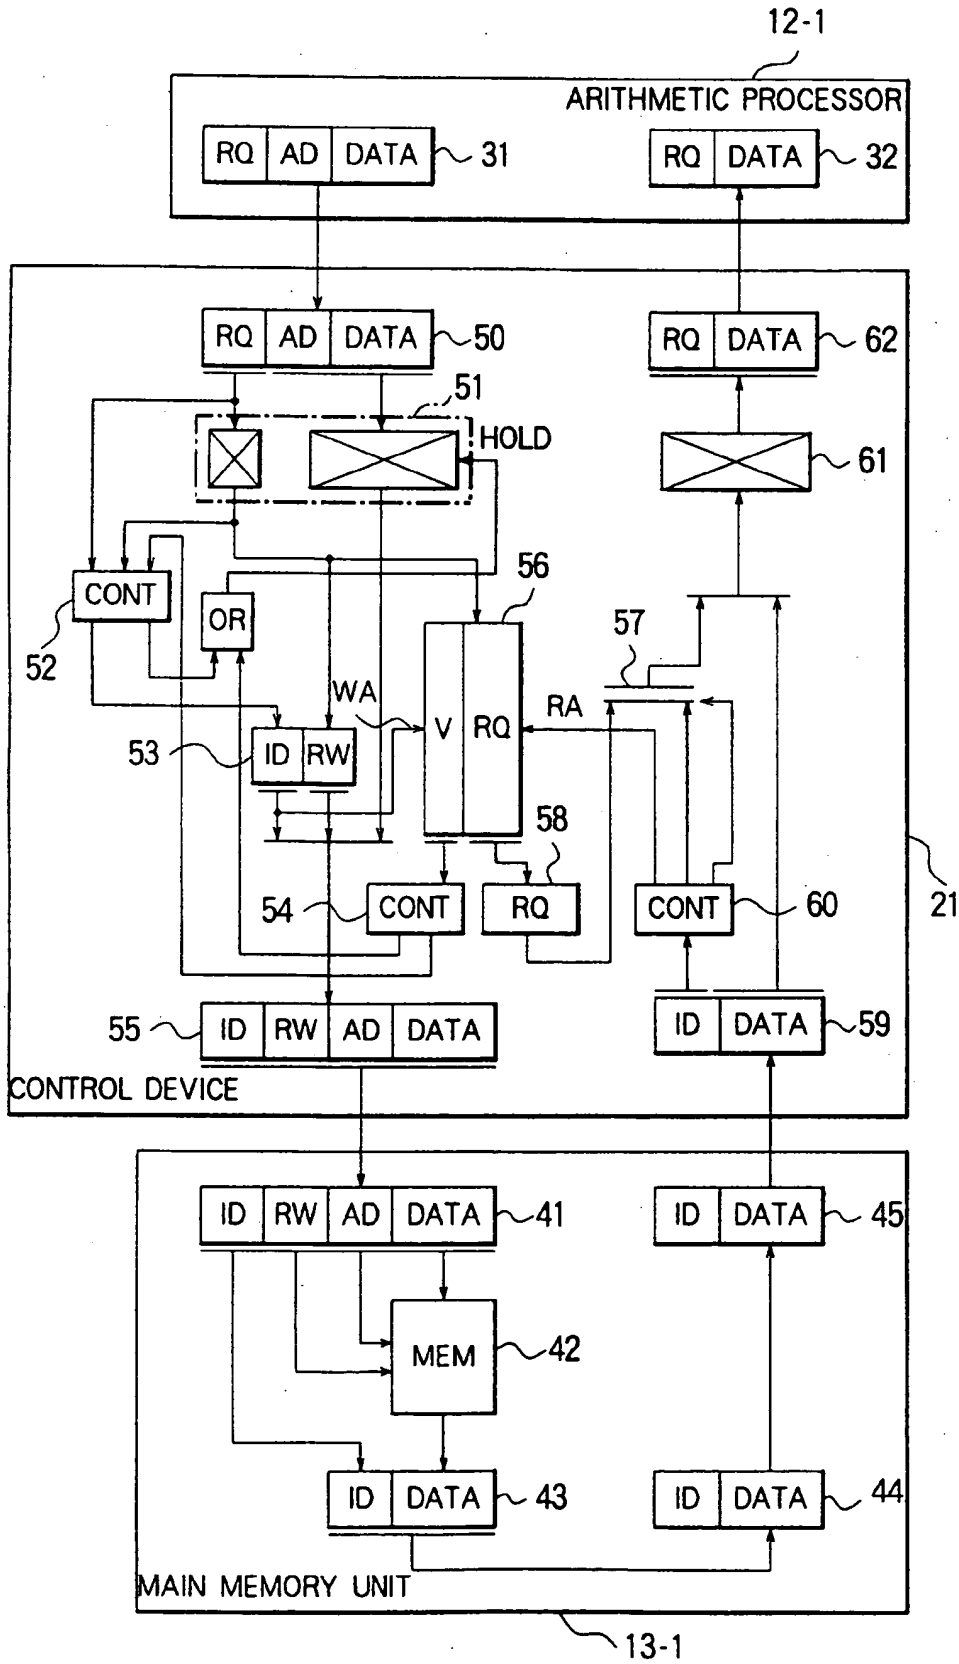 12-1
ARITHMETIC PROCESSOR
RQ AD DATA 31
RQ DATA 32
RQ AD DATA 50
RQ DATA 62
51
HOLD
61
CONT
52
OR
56
57
WA
RA
V RQ
53
ID RW
58
54
CONT
RQ
CONT
60
21
55
ID RW AD DATA
ID DATA 59
CONTROL DEVICE
ID RW AD DATA 41
ID DATA 45
MEM 42
ID DATA 43
ID DATA 44
MAIN MEMORY UNIT
13-1